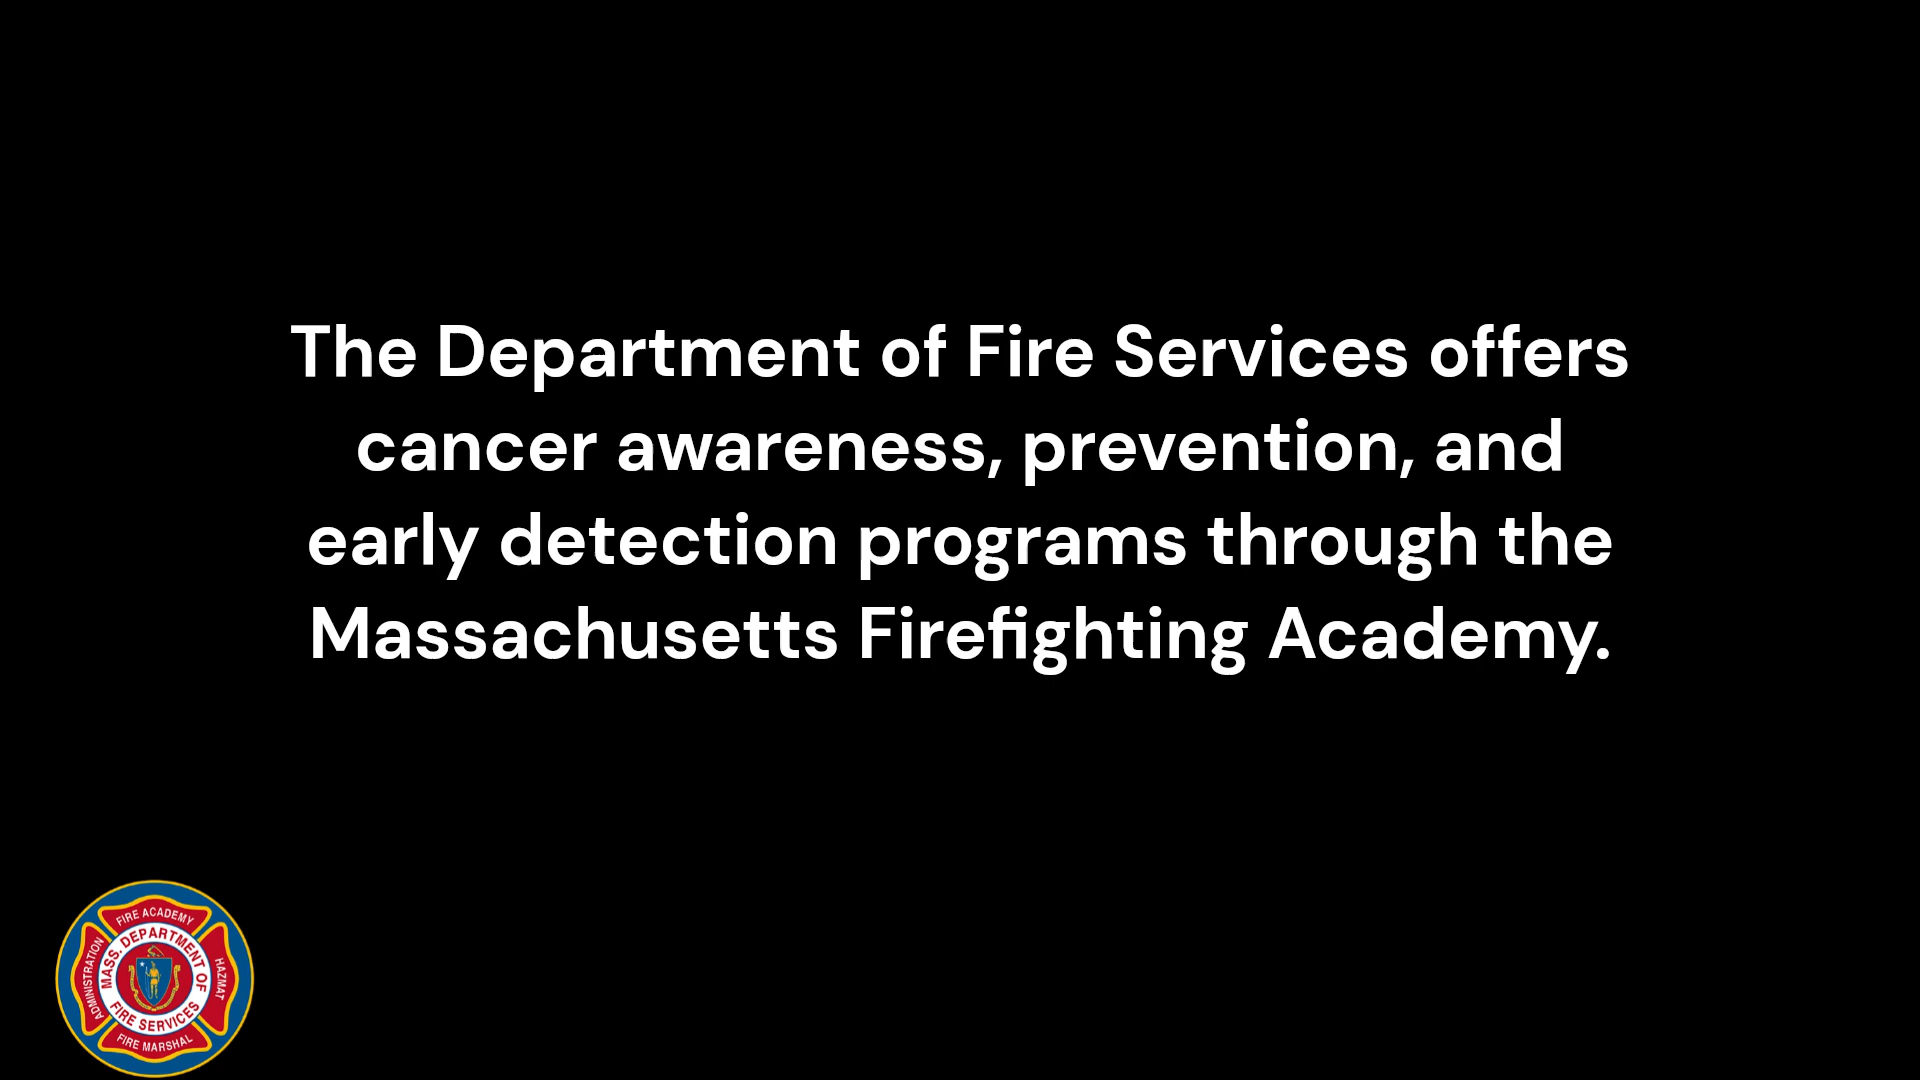 The Department of Fire Services offers
cancer awareness, prevention, and
early detection programs through the
Massachusetts Firefighting Academy.
FIRE ACADEMY
ADMINISTRATION
MASS. DEPARTMENT OF
HAZMAT
FIRE SERVICES
FIRE MARSHAL